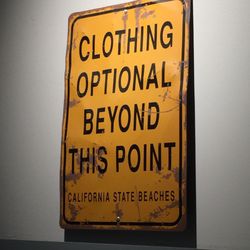 CLOTHING
OPTIONAL
BEYOND
THIS POINT
CALIFORNIA STATE BEACHES